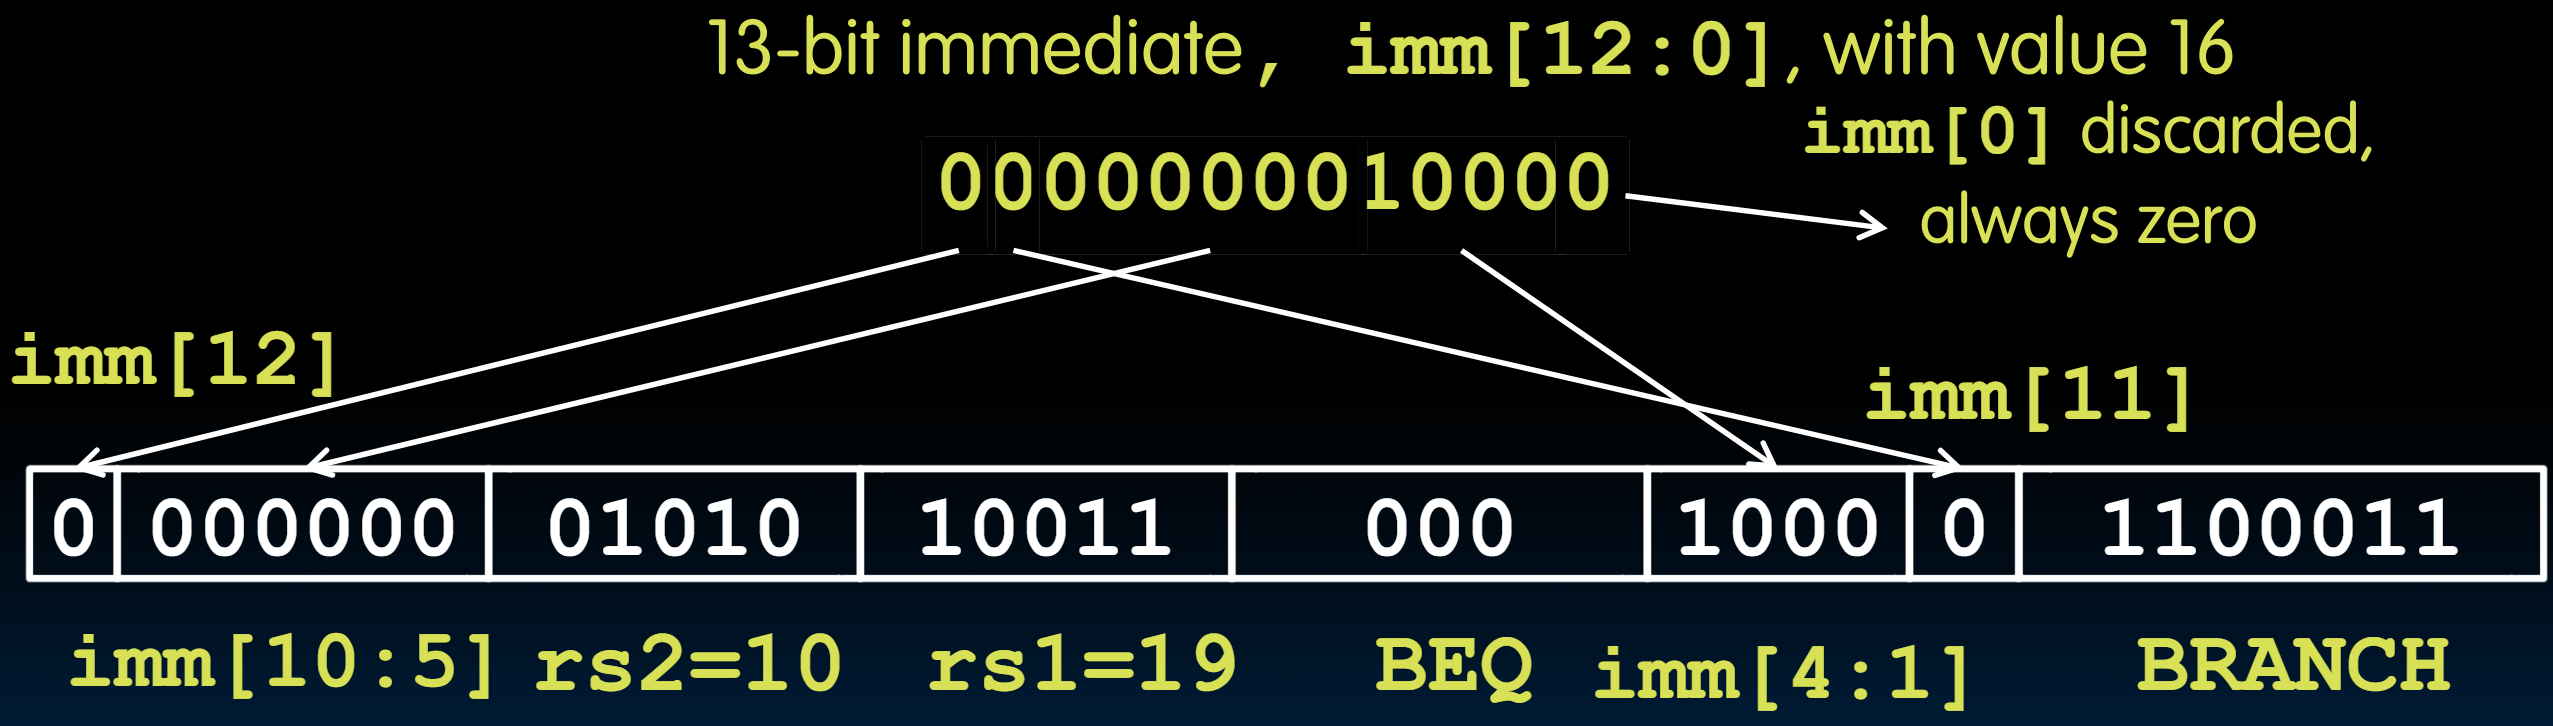 13-bit immediate, imm[12:0], with value 16
imm[0] discarded,
0000000010000
always zero
imm[12]
imm[11]
0 000000 01010 10011 000 1000 0 1100011
imm[10:5] rs2=10 rs1=19 BEQ imm[4:1] BRANCH